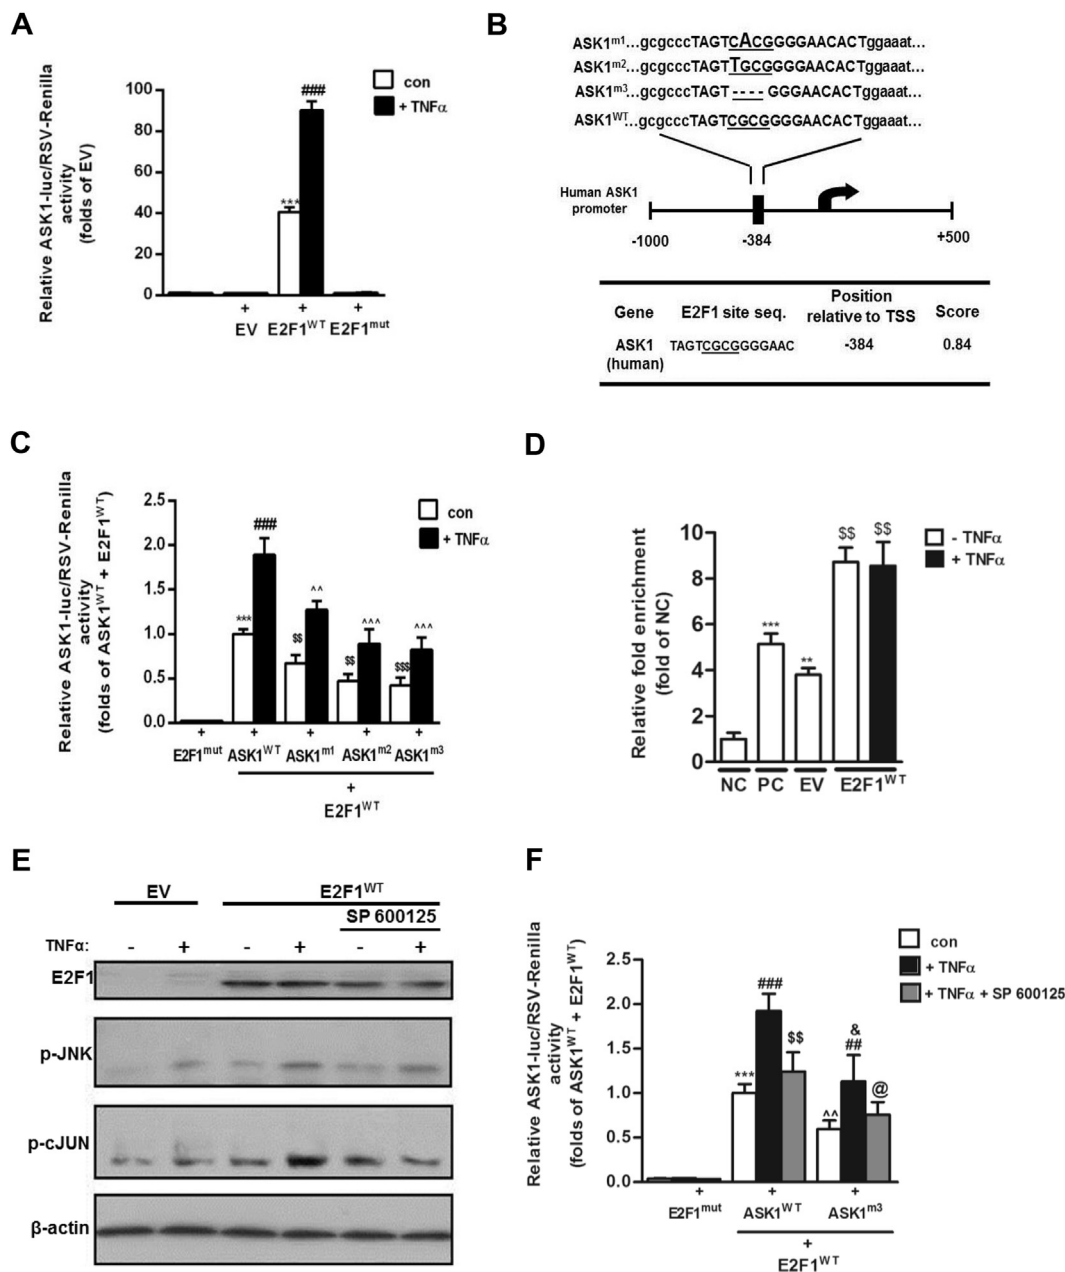 A
Relative ASK1-luc/RSV-Renilla
activity
(folds of EV)
100
80
60
40
20
0
***
###
con
+ TNFα
+ + +
EV E2F1WT E2F1mut
B
ASK1m1...gcgcccTAGTCACGGGGAACACTggaaat...
ASK1m2...gcgcccTAGTTGCGGGGAACACTggaaat...
ASK1m3...gcgcccTAGT ---- GGGAACACTggaaat...
ASK1WT...gcgcccTAGTCGCGGGGAACACTggaaat...
Human ASK1
promoter
-1000 -384 +500
Gene E2F1 site seq. Position relative to TSS Score
ASK1 (human) TAGTCGCGGGGAAC -384 0.84
C
Relative ASK1-luc/RSV-Renilla
activity
(folds of ASK1WT + E2F1WT)
2.5
2.0
1.5
1.0
0.5
0.0
*** ### $$ ^^ $$ ^^^ $$$ ^^^
con
+ TNFα
+ + + + +
E2F1mut ASK1WT ASK1m1 ASK1m2 ASK1m3
+
E2F1WT
D
Relative fold enrichment
(fold of NC)
10
8
6
4
2
0
*** ** $$ $$
- TNFα
+ TNFα
NC PC EV E2F1WT
E
EV E2F1WT
SP 600125
TNFα: - + - + - +
E2F1
p-JNK
p-cJUN
β-actin
F
Relative ASK1-luc/RSV-Renilla
activity
(folds of ASK1WT + E2F1WT)
2.5
2.0
1.5
1.0
0.5
0.0
*** ### $$ ^^ & ## @
con
+ TNFα
+ TNFα + SP 600125
+ + +
E2F1mut ASK1WT ASK1m3
+
E2F1WT